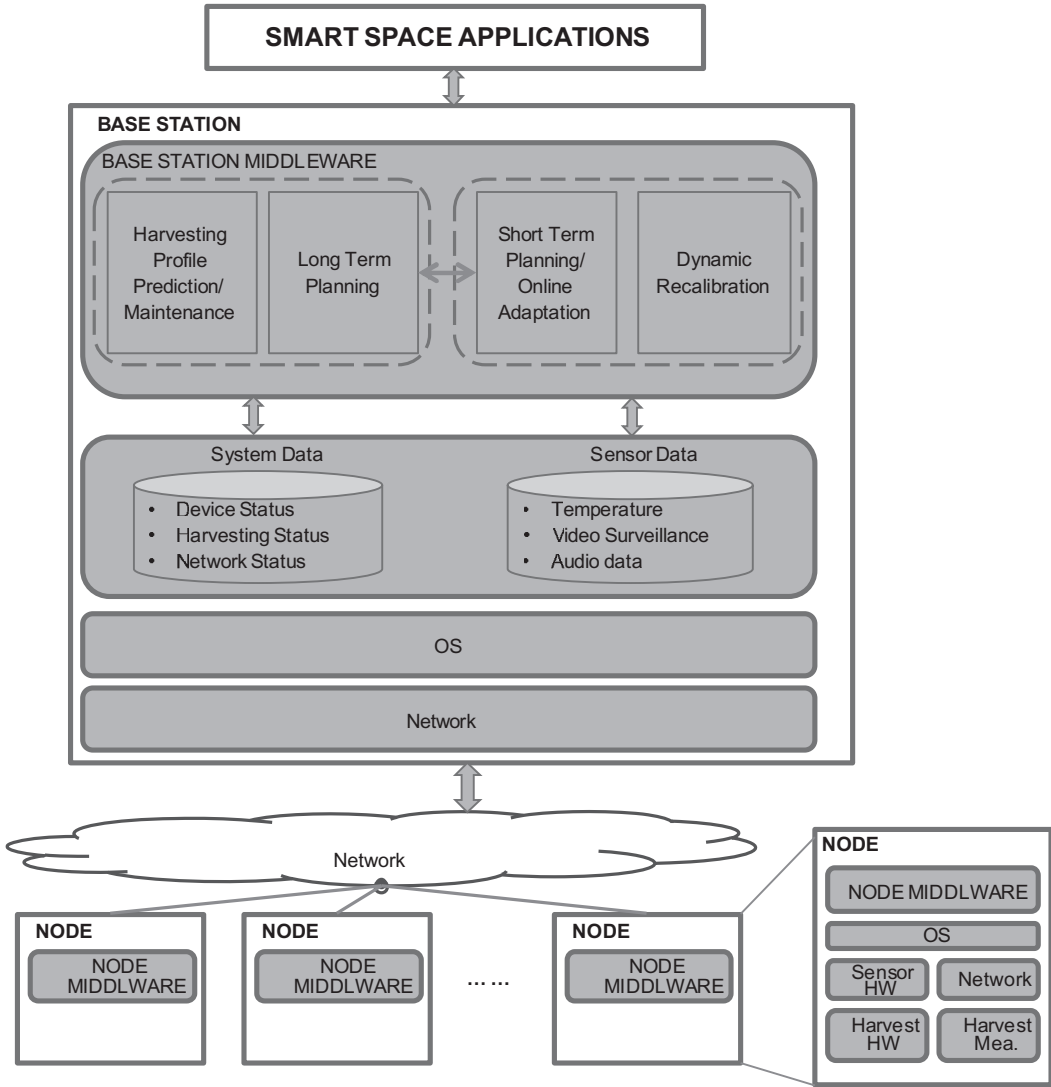 SMART SPACE APPLICATIONS
BASE STATION
BASE STATION MIDDLEWARE
Harvesting
Profile
Prediction/
Maintenance
Long Term
Planning
Short Term
Planning/
Online
Adaptation
Dynamic
Recalibration
System Data
• Device Status
• Harvesting Status
• Network Status
Sensor Data
• Temperature
• Video Surveillance
• Audio data
OS
Network
Network
NODE
NODE
MIDDLWARE
NODE
NODE
MIDDLWARE
... ...
NODE
NODE
MIDDLWARE
NODE
NODE MIDDLWARE
OS
Sensor
HW
Network
Harvest
HW
Harvest
Mea.